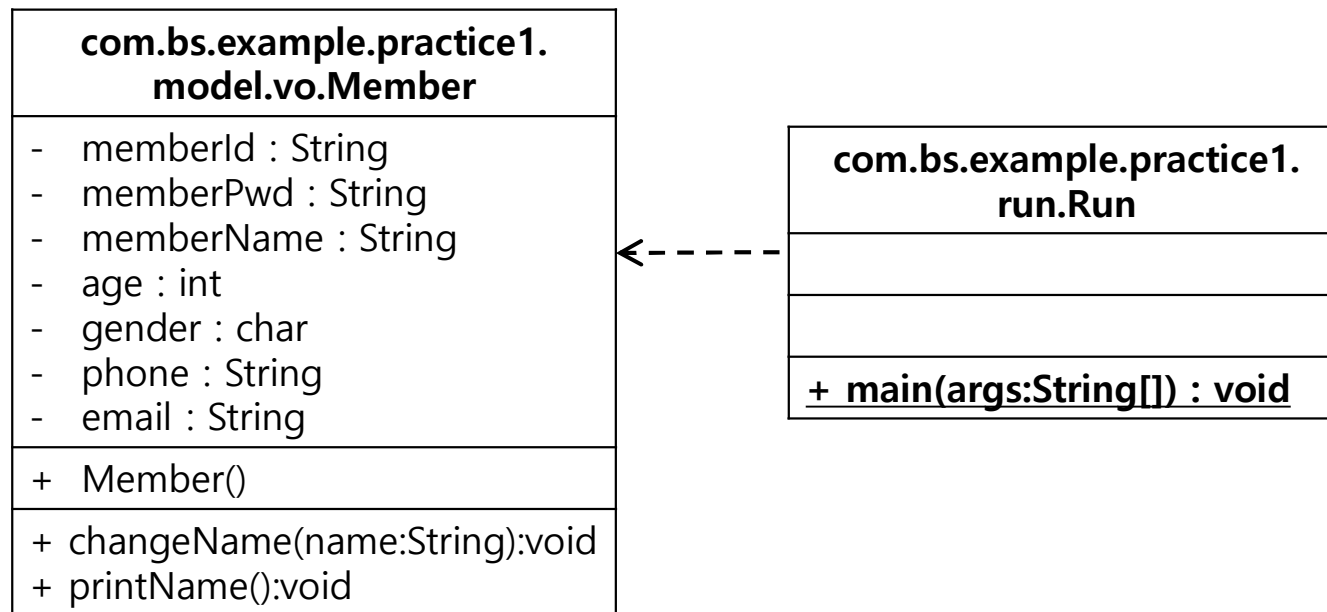 com.bs.example.practice1.
model.vo.Member
- memberId : String
- memberPwd : String
- memberName : String
- age : int
- gender : char
- phone : String
- email : String
+ Member()
+ changeName(name:String):void
+ printName():void
com.bs.example.practice1.
run.Run
+ main(args:String[]) : void